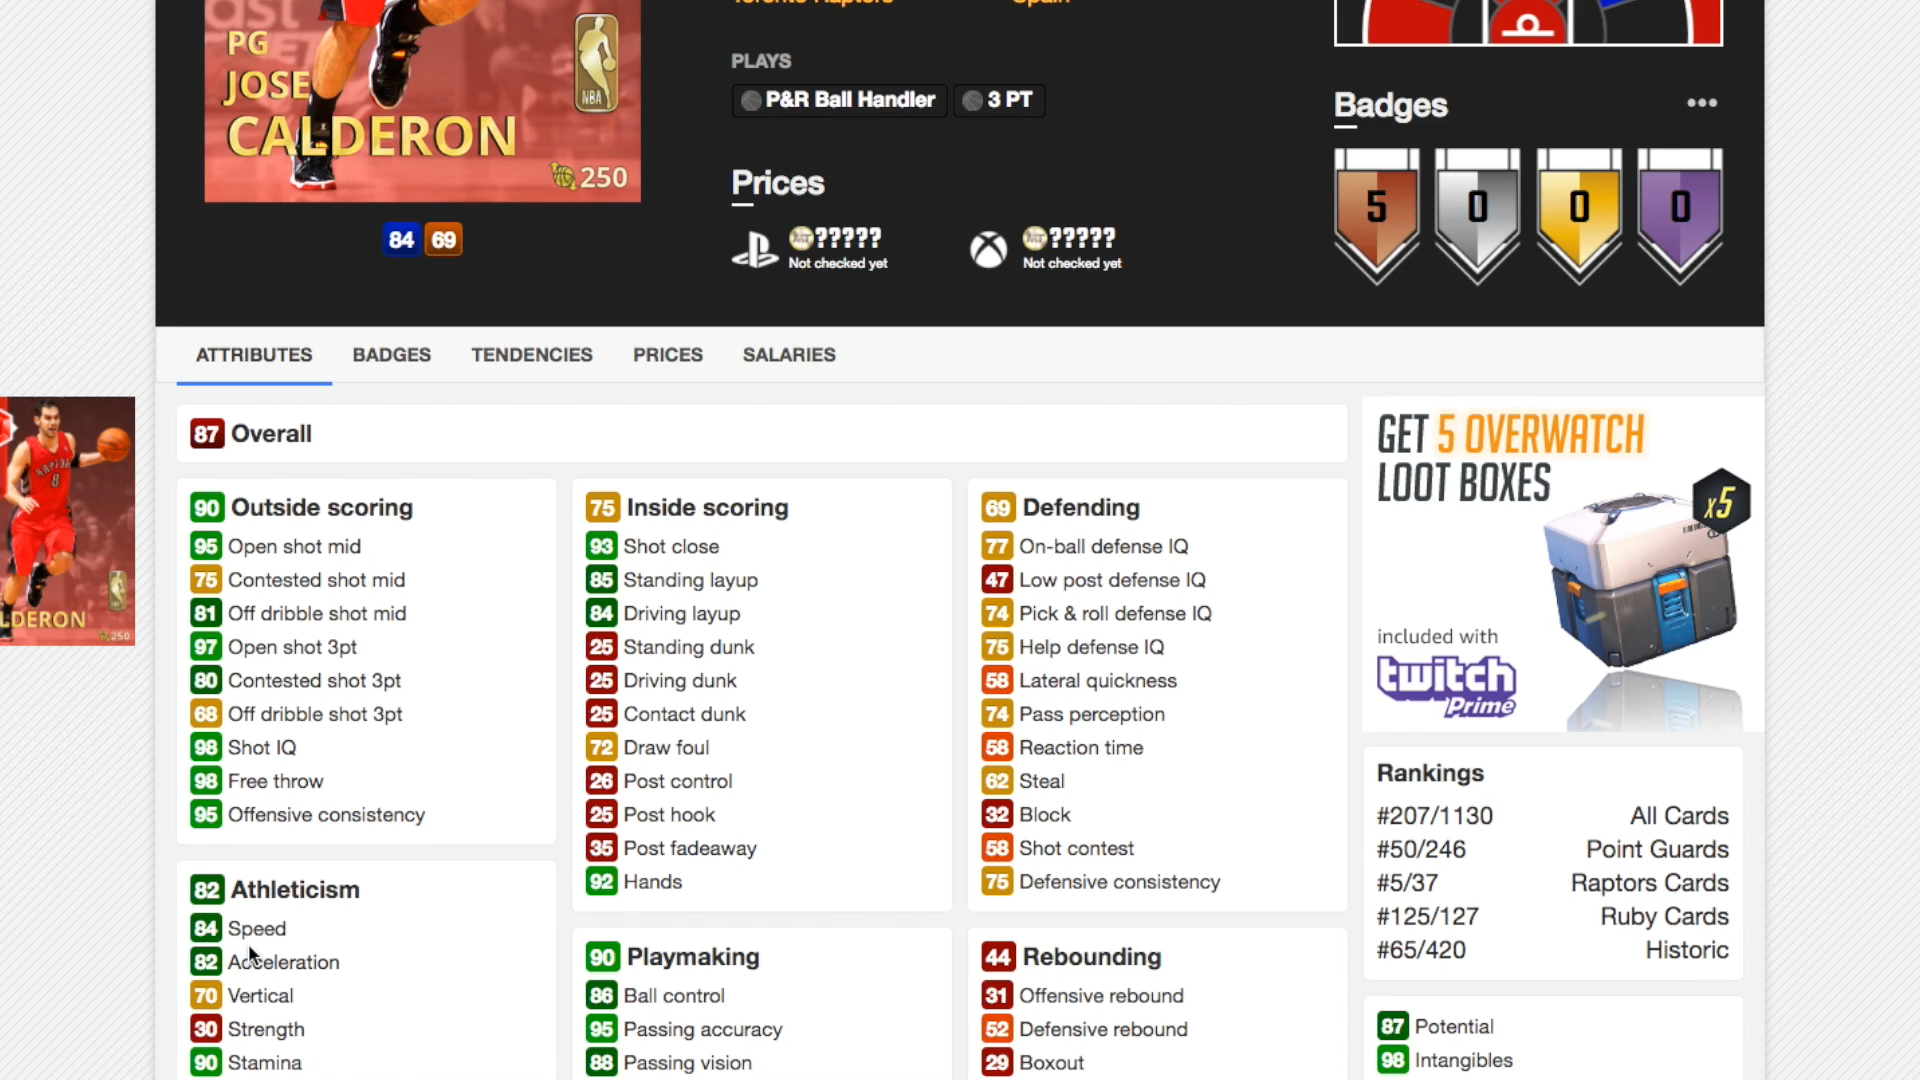 Toronto Raptors
Spain
PG
JOSE
CALDERON
NBA
250
84 69
PLAYS
P&R Ball Handler
3 PT
Prices
?????
Not checked yet
?????
Not checked yet
Badges
5 0 0 0
ATTRIBUTES BADGES TENDENCIES PRICES SALARIES
87 Overall
90 Outside scoring
95 Open shot mid
75 Contested shot mid
81 Off dribble shot mid
97 Open shot 3pt
80 Contested shot 3pt
68 Off dribble shot 3pt
98 Shot IQ
98 Free throw
95 Offensive consistency
82 Athleticism
84 Speed
82 Acceleration
70 Vertical
30 Strength
90 Stamina
75 Inside scoring
93 Shot close
85 Standing layup
84 Driving layup
25 Standing dunk
25 Driving dunk
25 Contact dunk
72 Draw foul
26 Post control
25 Post hook
35 Post fadeaway
92 Hands
90 Playmaking
86 Ball control
95 Passing accuracy
88 Passing vision
69 Defending
77 On-ball defense IQ
47 Low post defense IQ
74 Pick & roll defense IQ
75 Help defense IQ
58 Lateral quickness
74 Pass perception
58 Reaction time
62 Steal
32 Block
58 Shot contest
75 Defensive consistency
44 Rebounding
31 Offensive rebound
52 Defensive rebound
29 Boxout
GET 5 OVERWATCH
LOOT BOXES
x5
included with
twitch
Prime
Rankings
#207/1130 All Cards
#50/246 Point Guards
#5/37 Raptors Cards
#125/127 Ruby Cards
#65/420 Historic
87 Potential
98 Intangibles
8
LDERON
250